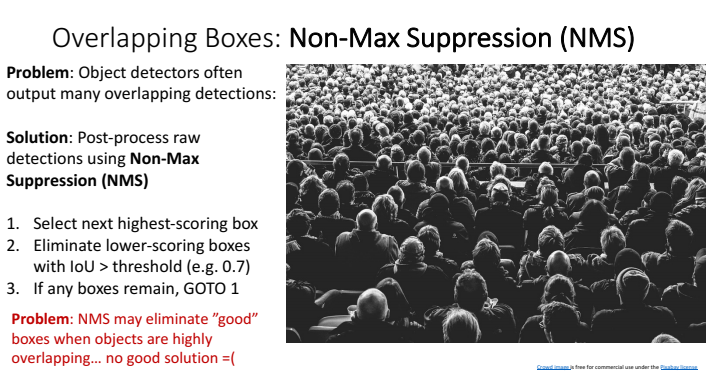 Overlapping Boxes: Non-Max Suppression (NMS)
Problem: Object detectors often
output many overlapping detections:
Solution: Post-process raw
detections using Non-Max
Suppression (NMS)
1. Select next highest-scoring box
2. Eliminate lower-scoring boxes
with IoU > threshold (e.g. 0.7)
3. If any boxes remain, GOTO 1
Problem: NMS may eliminate ”good”
boxes when objects are highly
overlapping… no good solution =(
Crowd image is free for commercial use under the Pixabay license